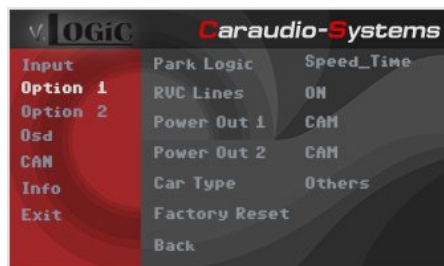 v.LOGiC Caraudio-Systems
Input Park Logic Speed_Time
Option 1 RVC Lines ON
Option 2 Power Out 1 CAM
Osd
CAN Power Out 2 CAM
Info Car Type Others
Exit Factory Reset
Back